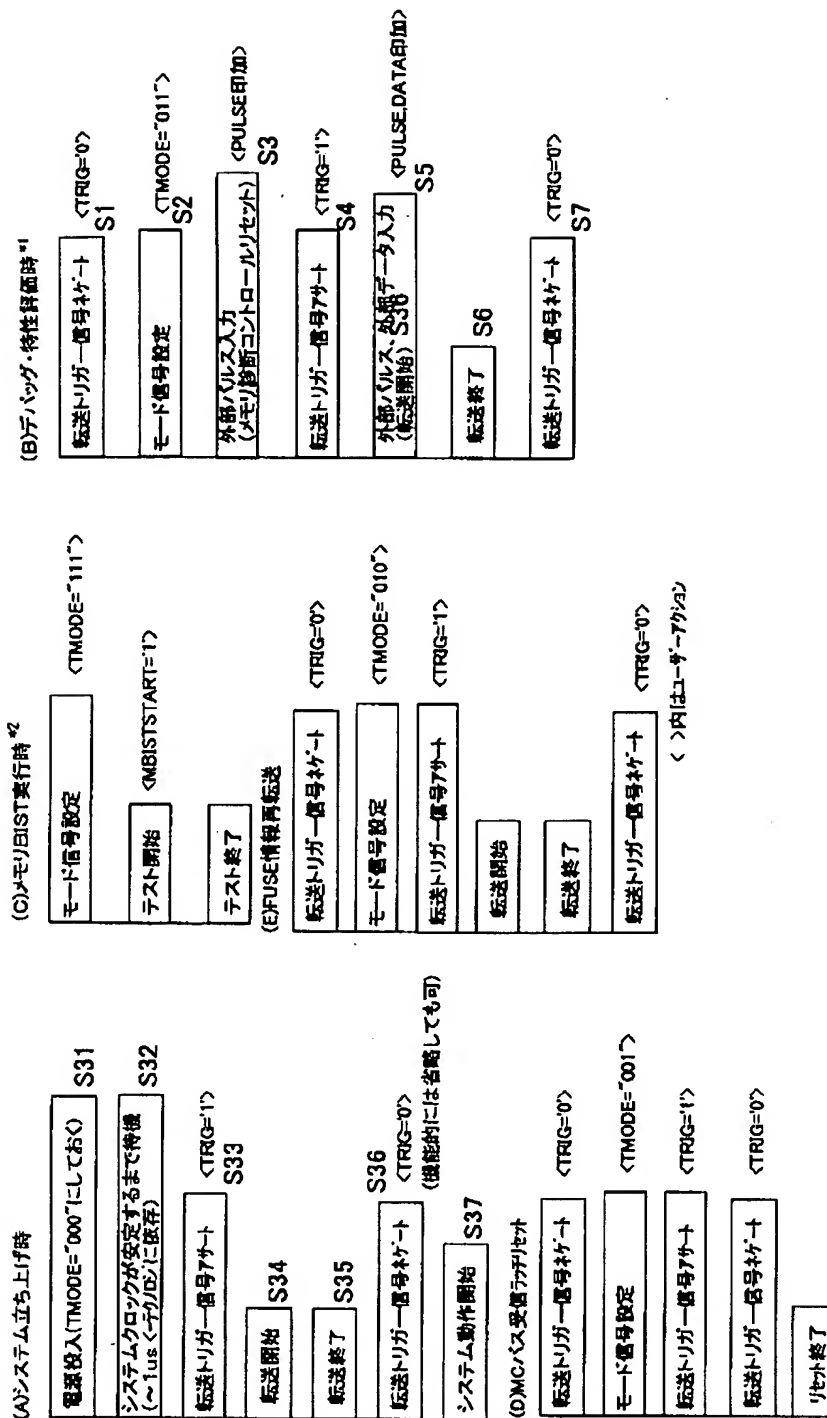 (A)システム立ち上げ時
電源投入(TMODE="000"にしておく)
S31
システムクロックが安定するまで待機
(~1us<-テクノロジに依存)
S32
転送トリガー信号アサート
<TRIG='1'>
S33
転送開始
S34
転送終了
S35
S36
転送トリガー信号ネゲート
<TRIG='0'>
(機能的には省略しても可)
システム動作開始
S37
(D)MCバス受信ラッチリセット
転送トリガー信号ネゲート
<TRIG='0'>
モード信号設定
<TMODE="001">
転送トリガー信号アサート
<TRIG='1'>
転送トリガー信号ネゲート
<TRIG='0'>
リセット終了
(C)メモリBIST実行時*2
モード信号設定
<TMODE="111">
テスト開始
<MBISTSTART='1'>
テスト終了
(E)FUSE情報再転送
転送トリガー信号ネゲート
<TRIG='0'>
モード信号設定
<TMODE="010">
転送トリガー信号アサート
<TRIG='1'>
転送開始
転送終了
転送トリガー信号ネゲート
<TRIG='0'>
< >内はユーザーアクション
(B)デバッグ・特性評価時*1
転送トリガー信号ネゲート
<TRIG='0'>
S1
モード信号設定
<TMODE="011">
S2
外部パルス入力
(メモリ診断コントロールリセット)
<PULSE印加>
S3
転送トリガー信号アサート
<TRIG='1'>
S4
外部パルス、外部データ入力
(転送開始) S36
<PULSE,DATA印加>
S5
転送終了
S6
転送トリガー信号ネゲート
<TRIG='0'>
S7